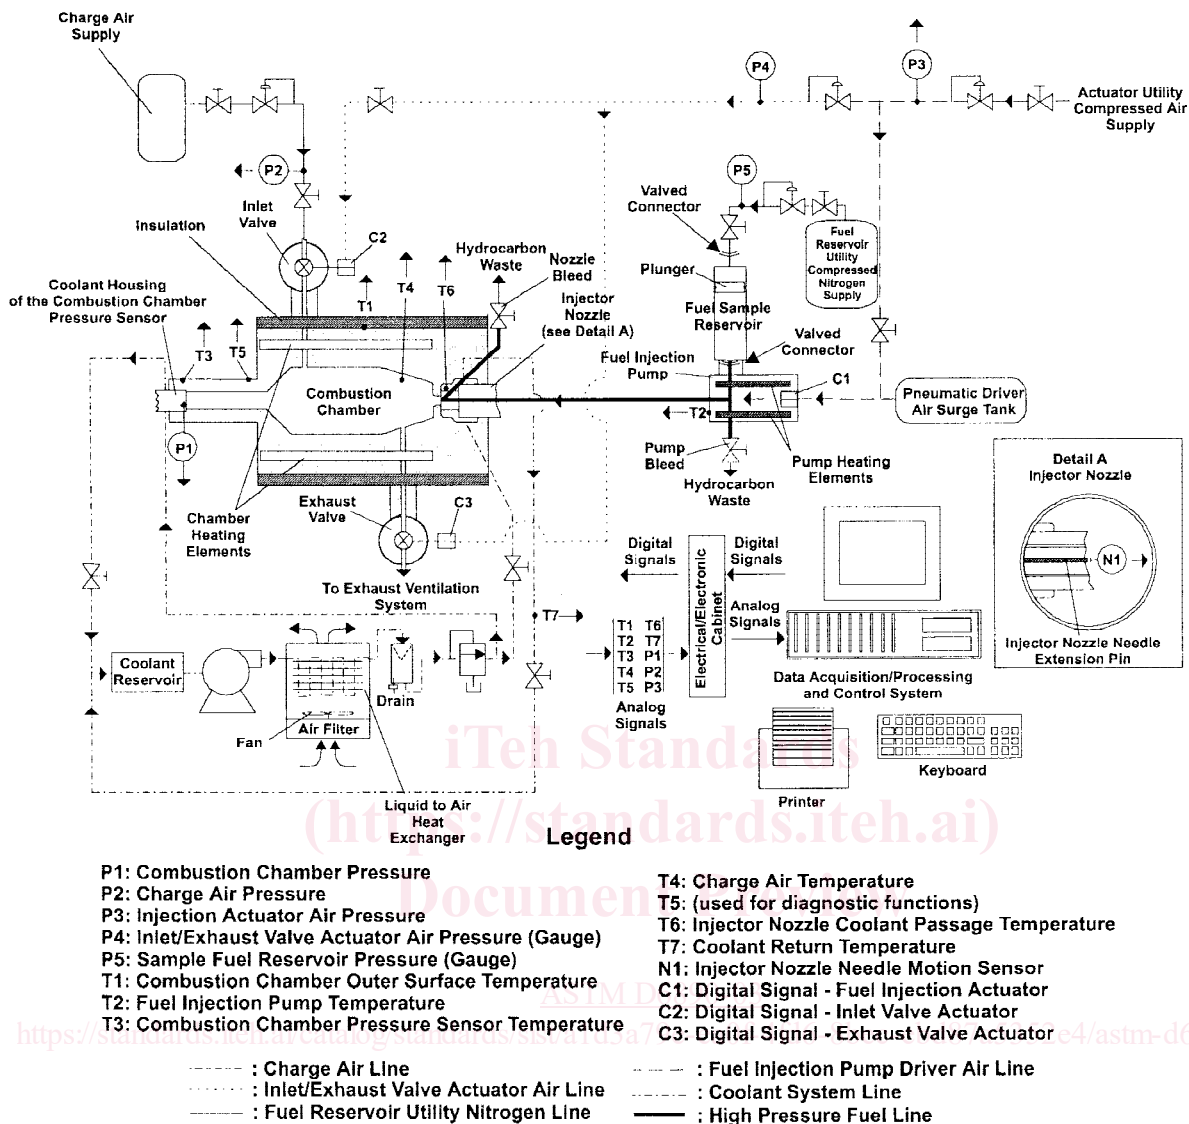 Charge Air
Supply
P4
P3
Actuator Utility
Compressed Air
Supply
P2
P5
Valved
Connector
Inlet
Valve
Insulation
C2
Hydrocarbon
Waste
Nozzle
Bleed
Plunger
Fuel
Reservoir
Utility
Compressed
Nitrogen
Supply
Coolant Housing
of the Combustion Chamber
Pressure Sensor
T1
T4
T6
Injector
Nozzle
(see Detail A)
Fuel Sample
Reservoir
Valved
Connector
T3
T5
Fuel Injection
Pump
C1
Combustion
Chamber
T2
Pneumatic Driver
Air Surge Tank
P1
Pump
Bleed
Pump Heating
Elements
Hydrocarbon
Waste
Detail A
Injector Nozzle
N1
Injector Nozzle Needle
Extension Pin
Chamber
Heating
Elements
Exhaust
Valve
C3
To Exhaust Ventilation
System
Digital
Signals
Electrical/Electronic
Cabinet
Digital
Signals
Analog
Signals
T7
T1 T6
T2 T7
T3 P1
T4 P2
T5 P3
Analog
Signals
Data Acquisition/Processing
and Control System
Coolant
Reservoir
Drain
Fan
Air Filter
Liquid to Air
Heat
Exchanger
Printer
Keyboard
iTeh Standards
(https://standards.iteh.ai)
Document Preview
Legend
P1: Combustion Chamber Pressure
P2: Charge Air Pressure
P3: Injection Actuator Air Pressure
P4: Inlet/Exhaust Valve Actuator Air Pressure (Gauge)
P5: Sample Fuel Reservoir Pressure (Gauge)
T1: Combustion Chamber Outer Surface Temperature
T2: Fuel Injection Pump Temperature
T3: Combustion Chamber Pressure Sensor Temperature
T4: Charge Air Temperature
T5: (used for diagnostic functions)
T6: Injector Nozzle Coolant Passage Temperature
T7: Coolant Return Temperature
N1: Injector Nozzle Needle Motion Sensor
C1: Digital Signal - Fuel Injection Actuator
C2: Digital Signal - Inlet Valve Actuator
C3: Digital Signal - Exhaust Valve Actuator
: Charge Air Line
: Inlet/Exhaust Valve Actuator Air Line
: Fuel Reservoir Utility Nitrogen Line
: Fuel Injection Pump Driver Air Line
: Coolant System Line
: High Pressure Fuel Line